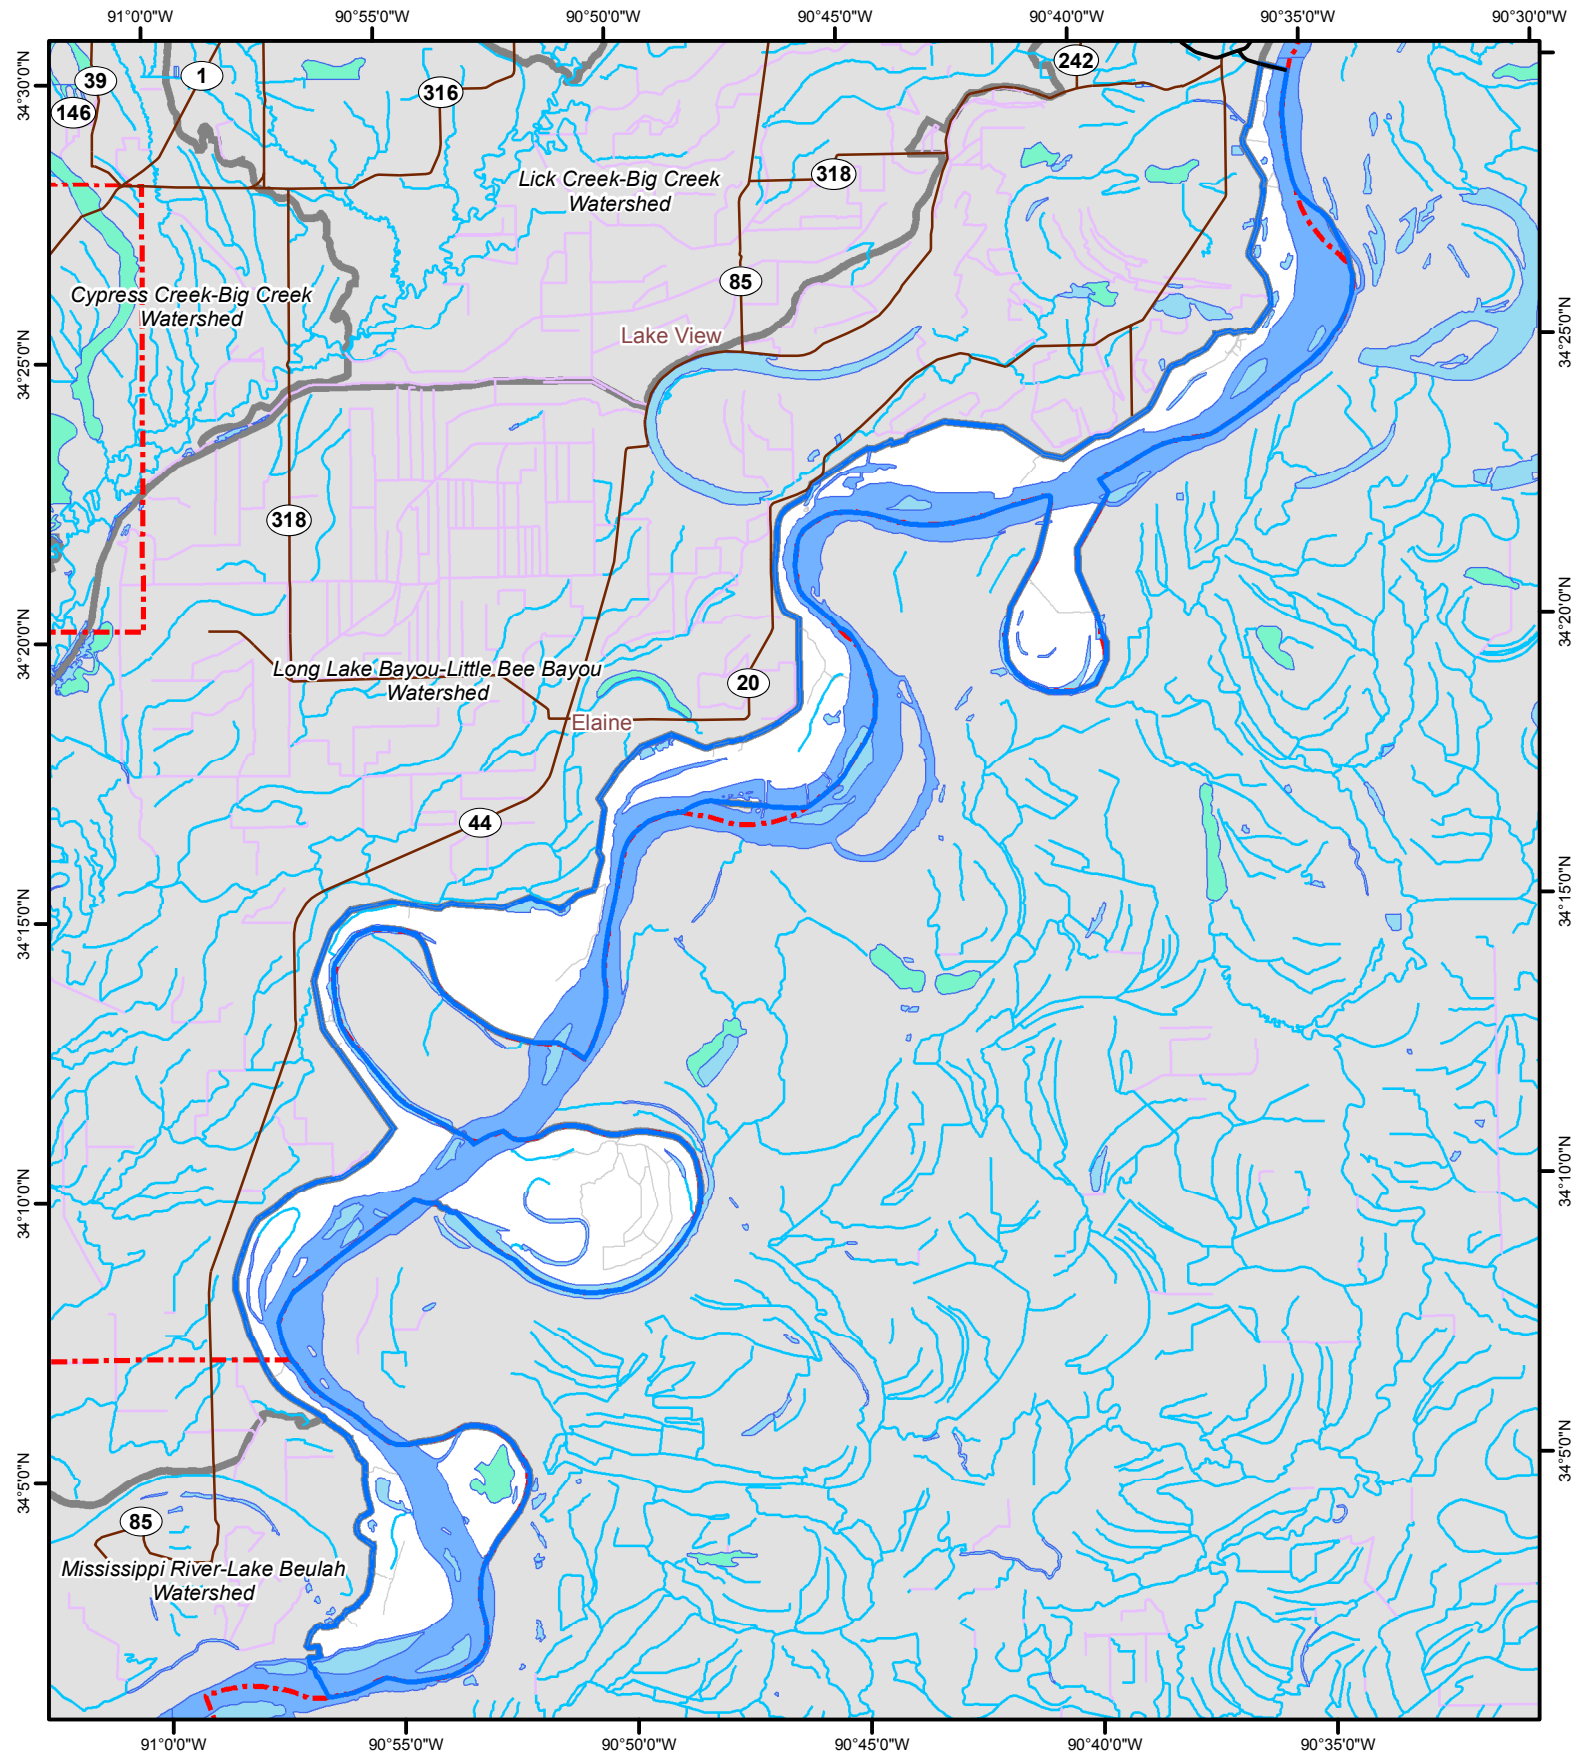 91°0'0"W
90°55'0"W
90°50'0"W
90°45'0"W
90°40'0"W
90°35'0"W
90°30'0"W
34°30'0"N
39
1
146
316
242
318
Lick Creek-Big Creek
Watershed
85
Cypress Creek-Big Creek
Watershed
Lake View
34°25'0"N
34°25'0"N
318
34°20'0"N
34°20'0"N
Long Lake Bayou-Little Bee Bayou
Watershed
20
Elaine
44
34°15'0"N
34°15'0"N
34°10'0"N
34°10'0"N
34°5'0"N
34°5'0"N
85
Mississippi River-Lake Beulah
Watershed
91°0'0"W
90°55'0"W
90°50'0"W
90°45'0"W
90°40'0"W
90°35'0"W